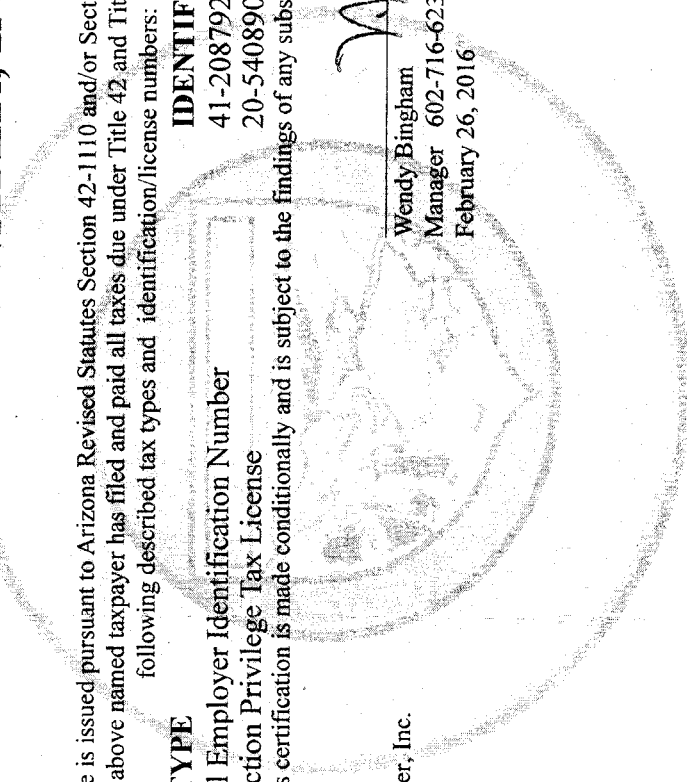 e is issued pursuant to Arizona Revised Statutes Section 42-1110 and/or Sect
above named taxpayer has filed and paid all taxes due under Title 42 and Tit
following described tax types and identification/license numbers:
TYPE IDENTIF
l Employer Identification Number 41-208792
ction Privilege Tax License 20-540890
s certification is made conditionally and is subject to the findings of any subs
Wendy Bingham
Manager 602-716-623
February 26, 2016
er, Inc.